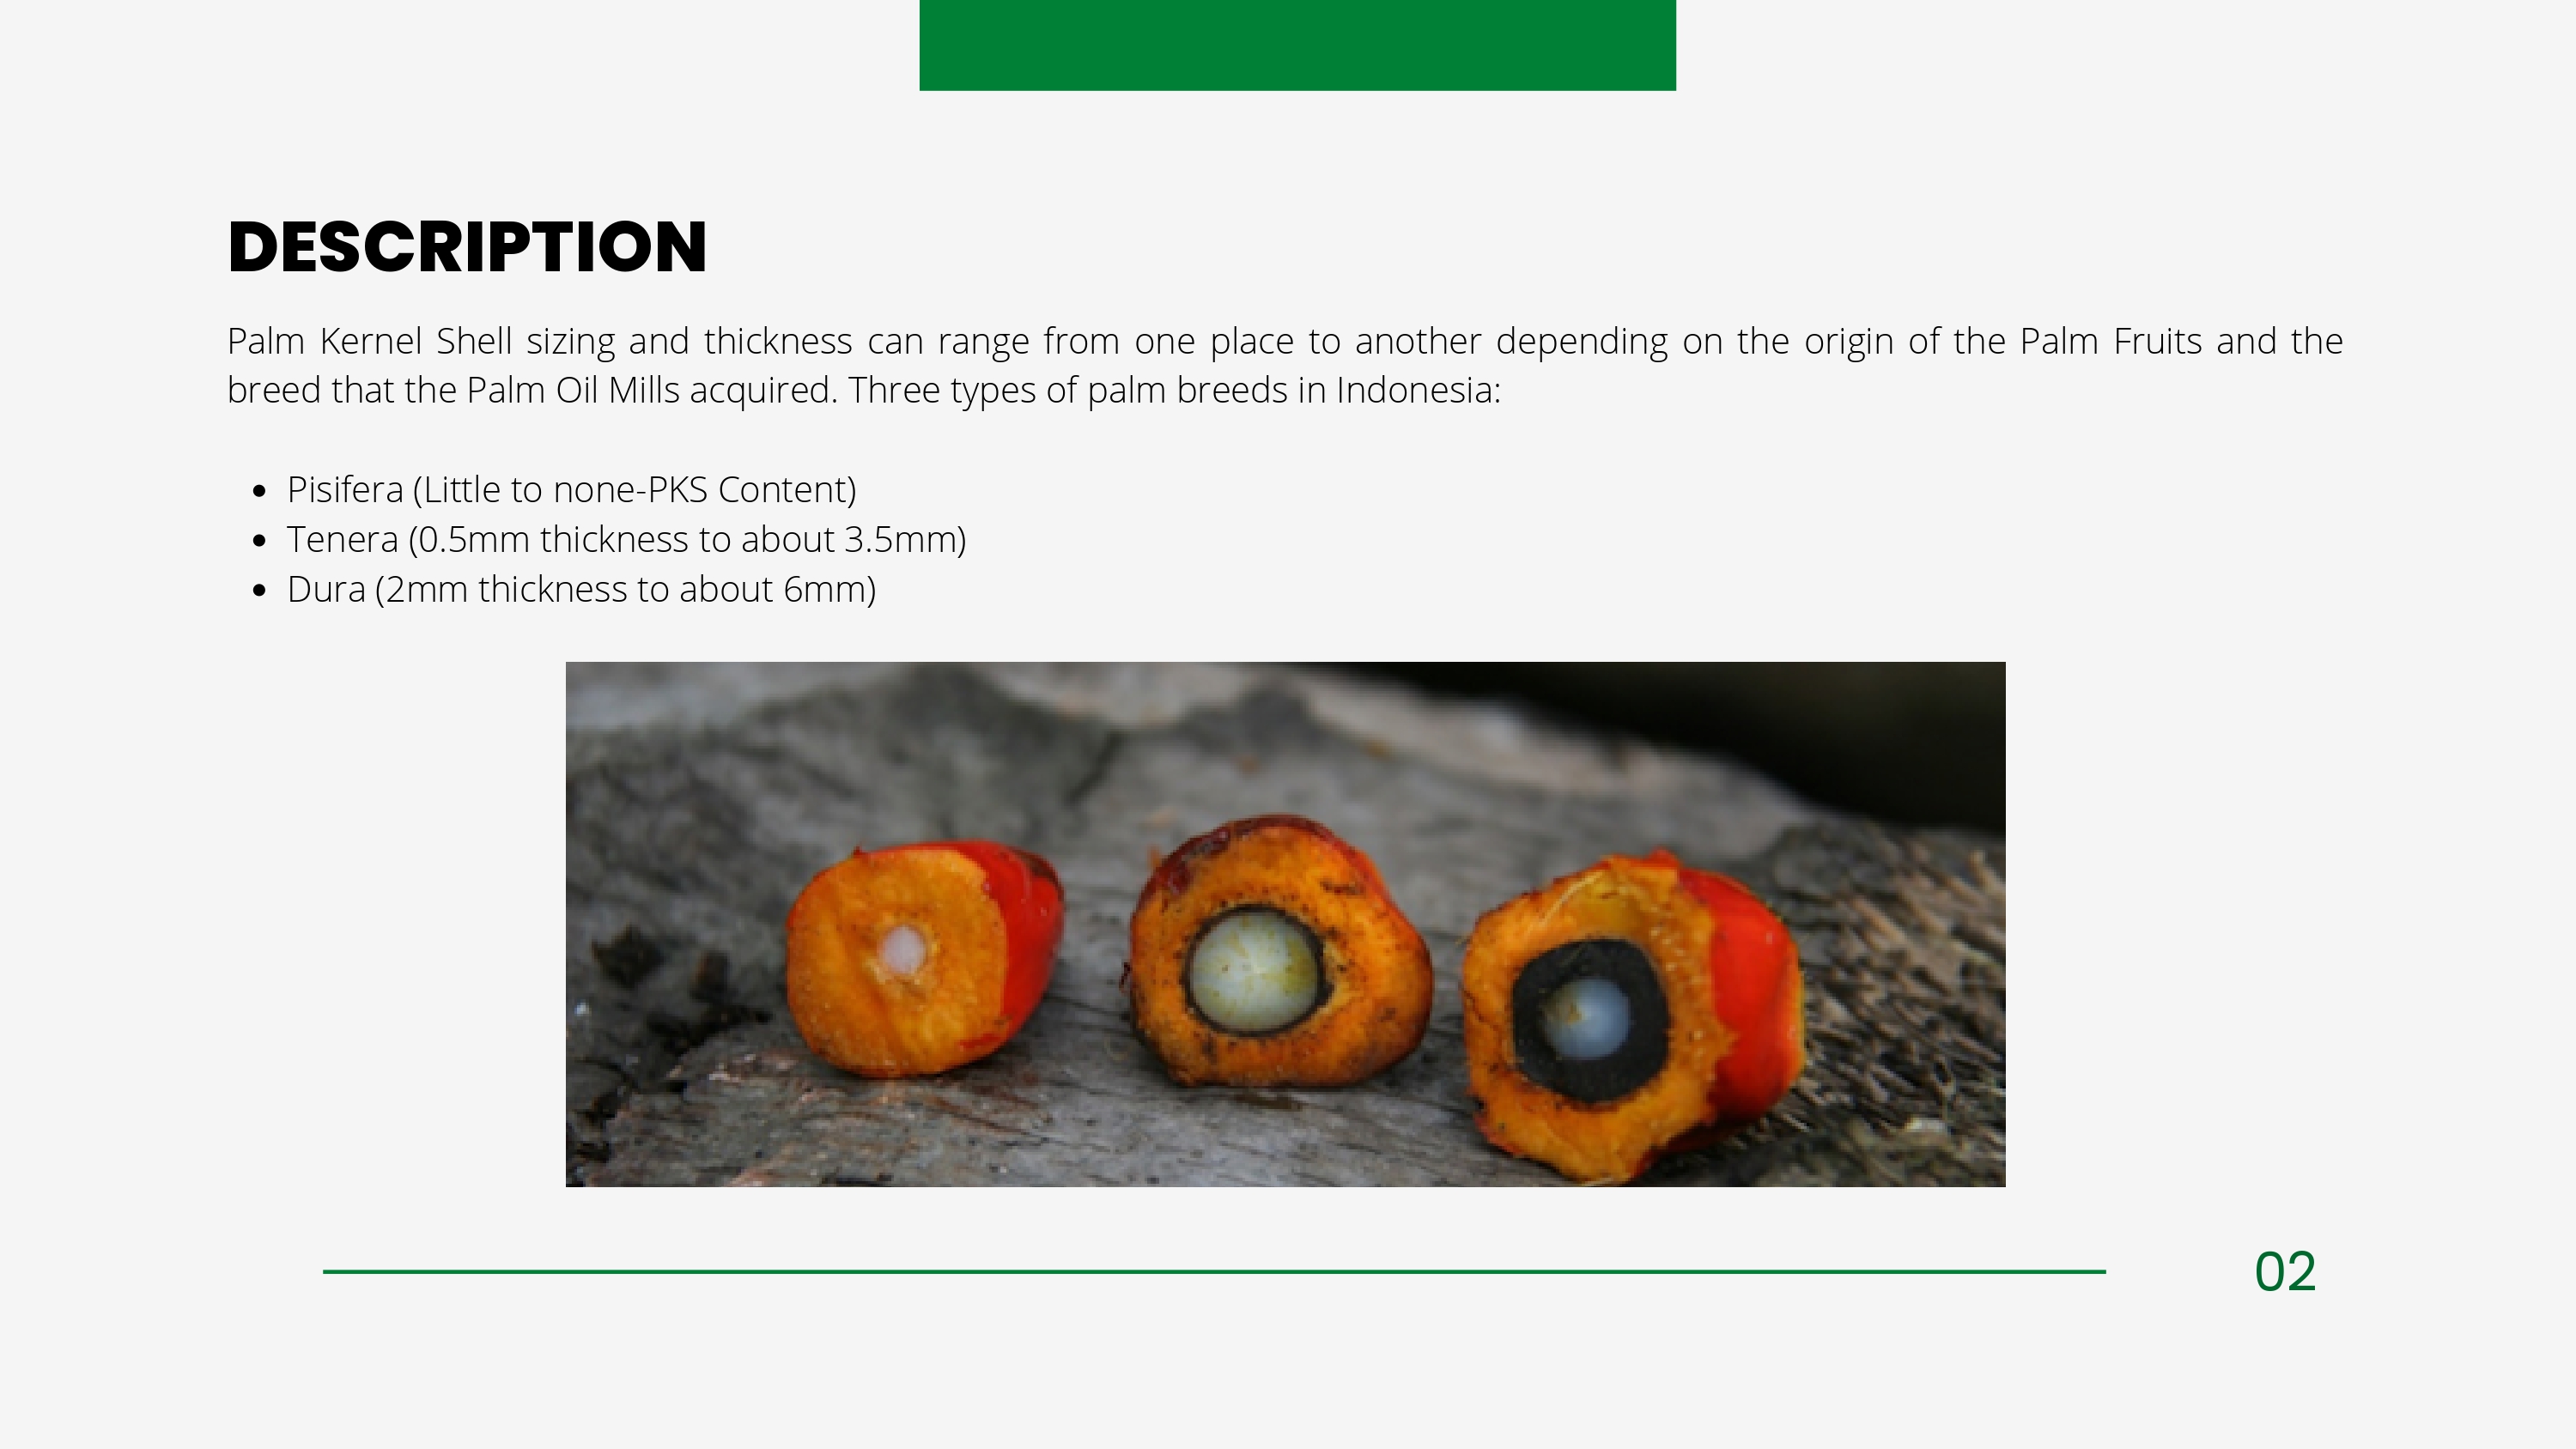 DESCRIPTION
Palm Kernel Shell sizing and thickness can range from one place to another depending on the origin of the Palm Fruits and the
breed that the Palm Oil Mills acquired. Three types of palm breeds in Indonesia:
• Pisifera (Little to none-PKS Content)
• Tenera (0.5mm thickness to about 3.5mm)
• Dura (2mm thickness to about 6mm)
02